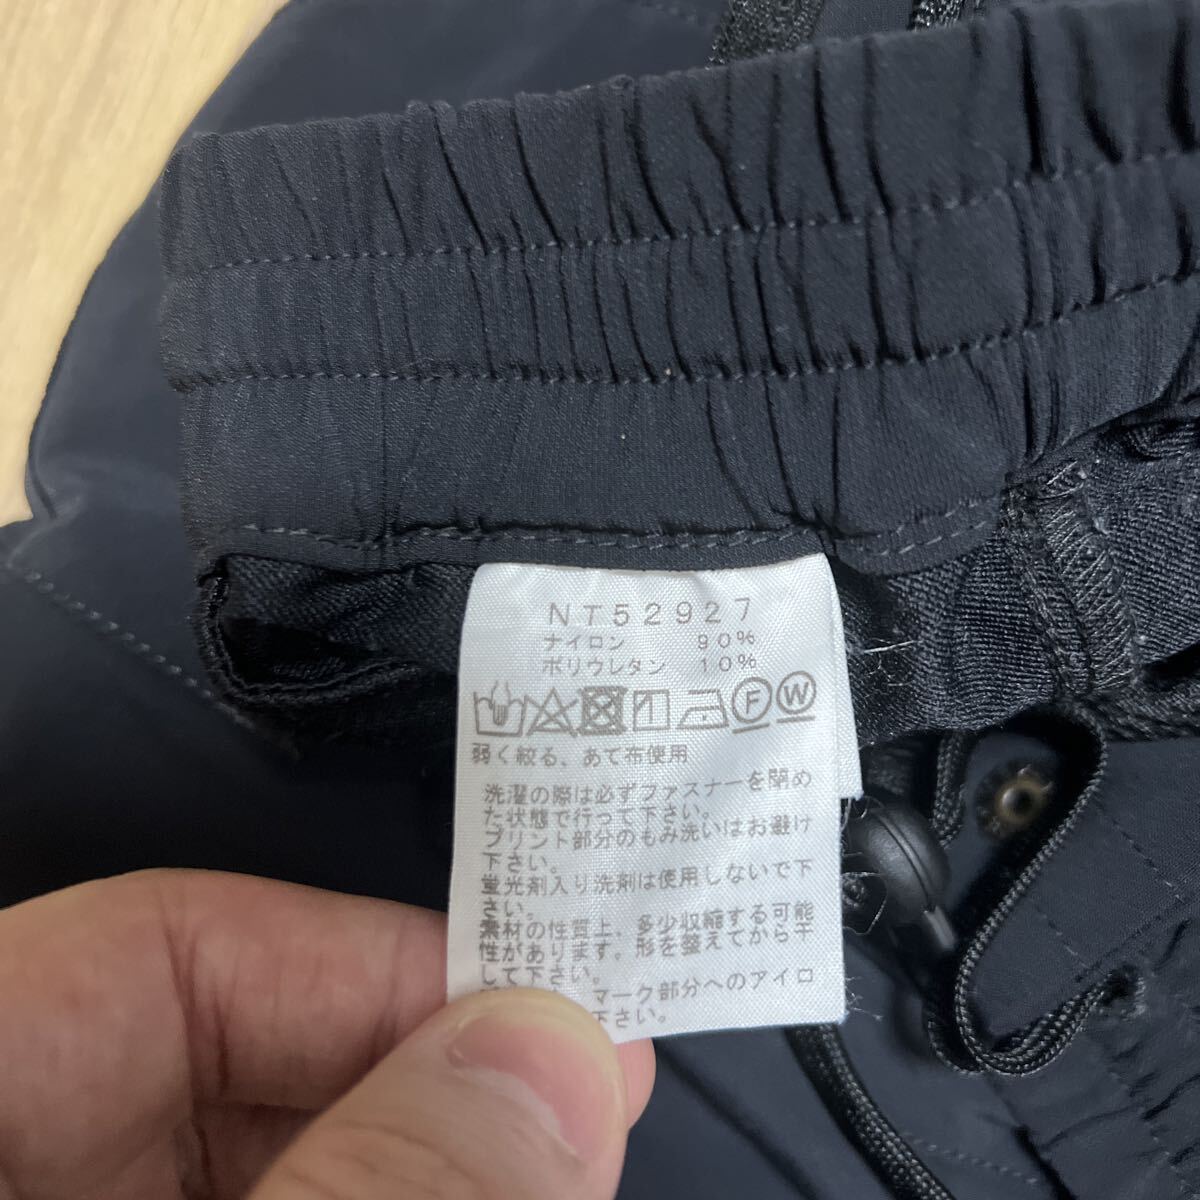 NT52927
ナイロン 90%
ポリウレタン 10%
F W
弱く絞る、あて布使用
洗濯の際は必ずファスナーを閉め
た状態で行って下さい。
プリント部分のもみ洗いはお避け
下さい。
蛍光剤入り洗剤は使用しないで下
さい。
素材の性質上、多少収縮する可能
性があります。形を整えてから干
して下さい。
マーク部分へのアイロ
下さい。